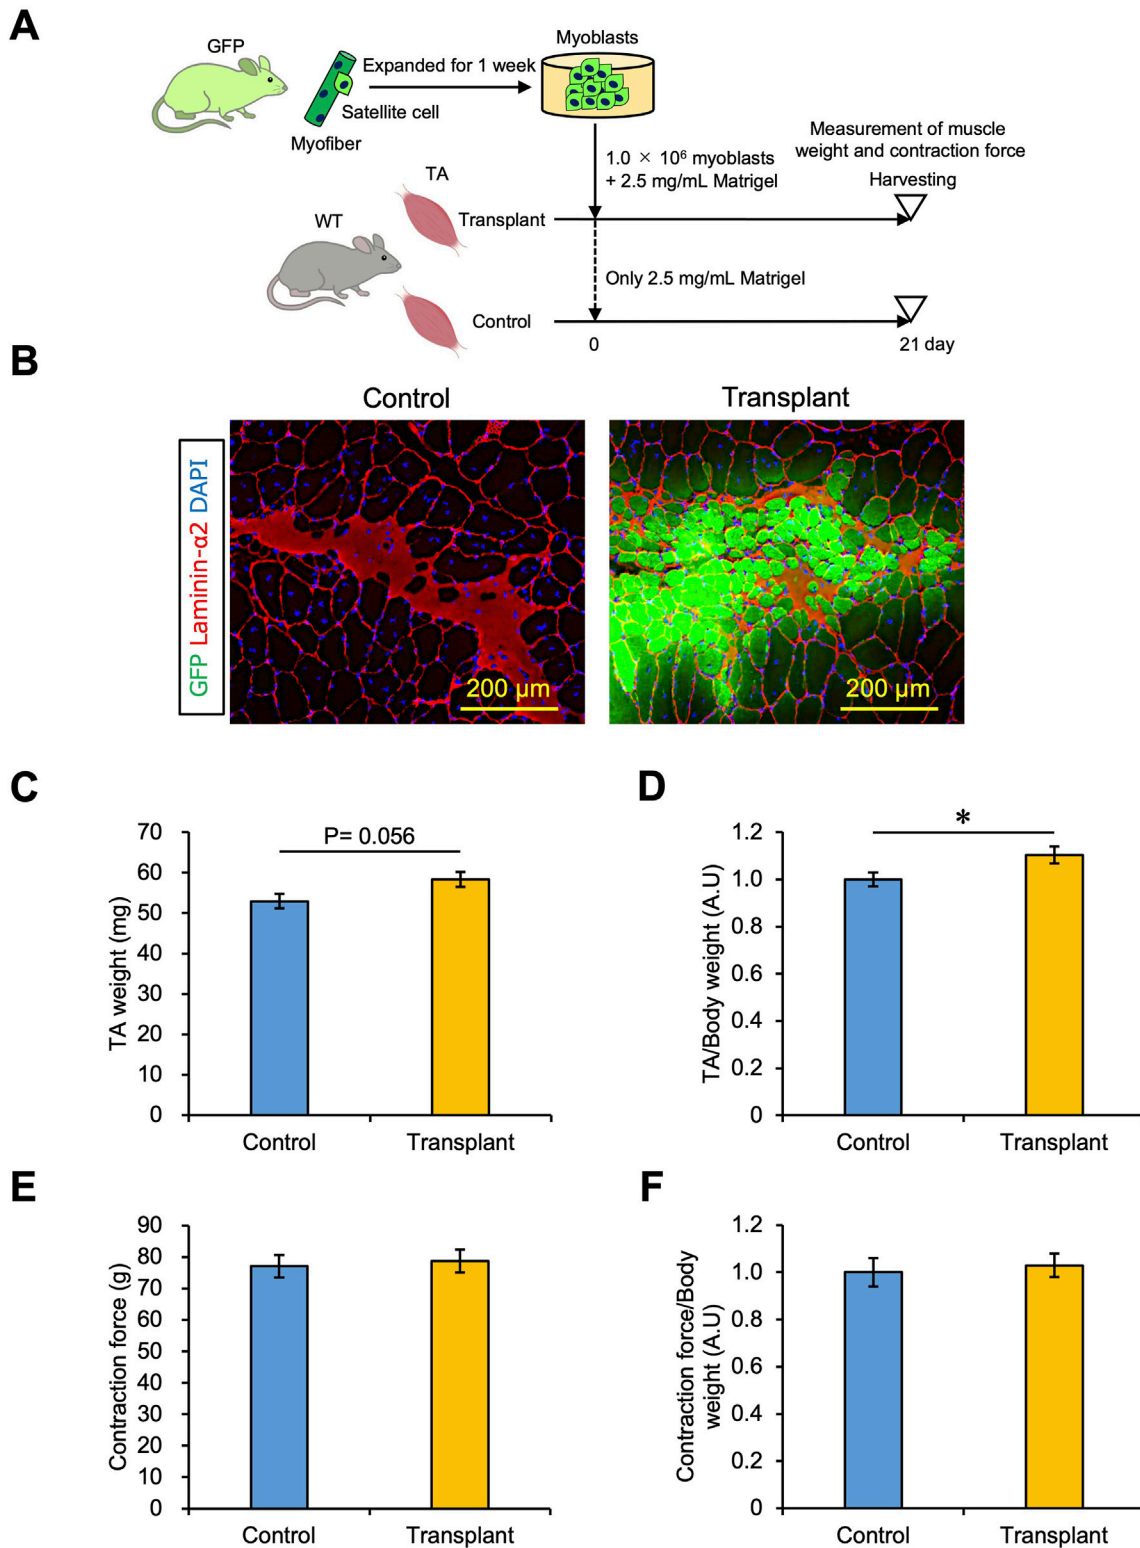 A
GFP
Expanded for 1 week
Myoblasts
Satellite cell
Myofiber
Measurement of muscle
weight and contraction force
1.0 × 10⁶ myoblasts
+ 2.5 mg/mL Matrigel
Harvesting
TA
Transplant
WT
Only 2.5 mg/mL Matrigel
Control
0
21 day
B
Control
Transplant
GFP Laminin-α2 DAPI
200 µm
200 µm
C
TA weight (mg)
70
60
50
40
30
20
10
0
P= 0.056
Control
Transplant
D
TA/Body weight (A.U)
1.2
1.0
0.8
0.6
0.4
0.2
0
*
Control
Transplant
E
Contraction force (g)
90
80
70
60
50
40
30
20
10
0
Control
Transplant
F
Contraction force/Body
weight (A.U)
1.2
1.0
0.8
0.6
0.4
0.2
0
Control
Transplant